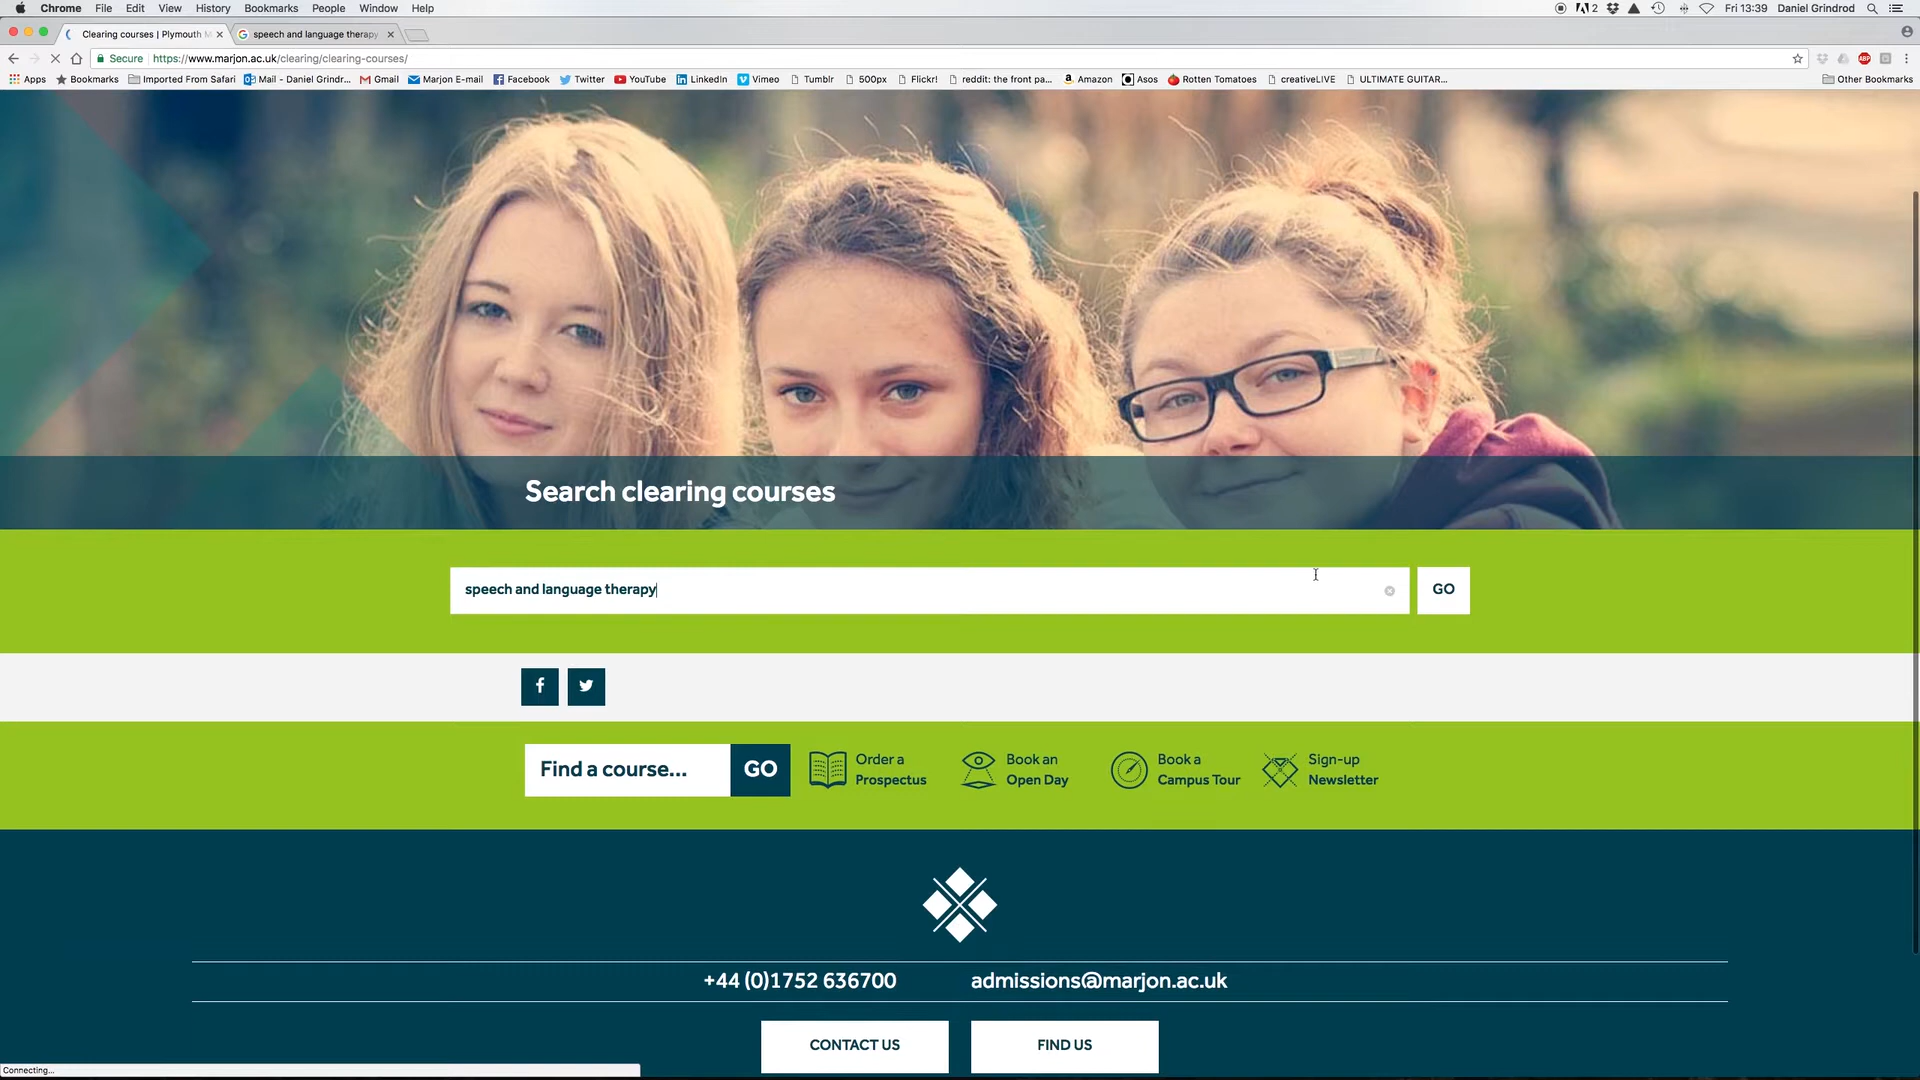 Chrome File Edit View History Bookmarks People Window Help
2 Fri 13:39 Daniel Grindrod
Clearing courses | Plymouth M
speech and language therapy
Secure https://www.marjon.ac.uk/clearing/clearing-courses/
ABP
Apps Bookmarks Imported From Safari Mail - Daniel Grindr... Gmail Marjon E-mail Facebook Twitter YouTube LinkedIn Vimeo Tumblr 500px Flickr! reddit: the front pa... Amazon Asos Rotten Tomatoes creativeLIVE ULTIMATE GUITAR... Other Bookmarks
Search clearing courses
speech and language therapy
GO
Find a course...
GO
Order a
Prospectus
Book an
Open Day
Book a
Campus Tour
Sign-up
Newsletter
+44 (0)1752 636700
admissions@marjon.ac.uk
CONTACT US
FIND US
Connecting...